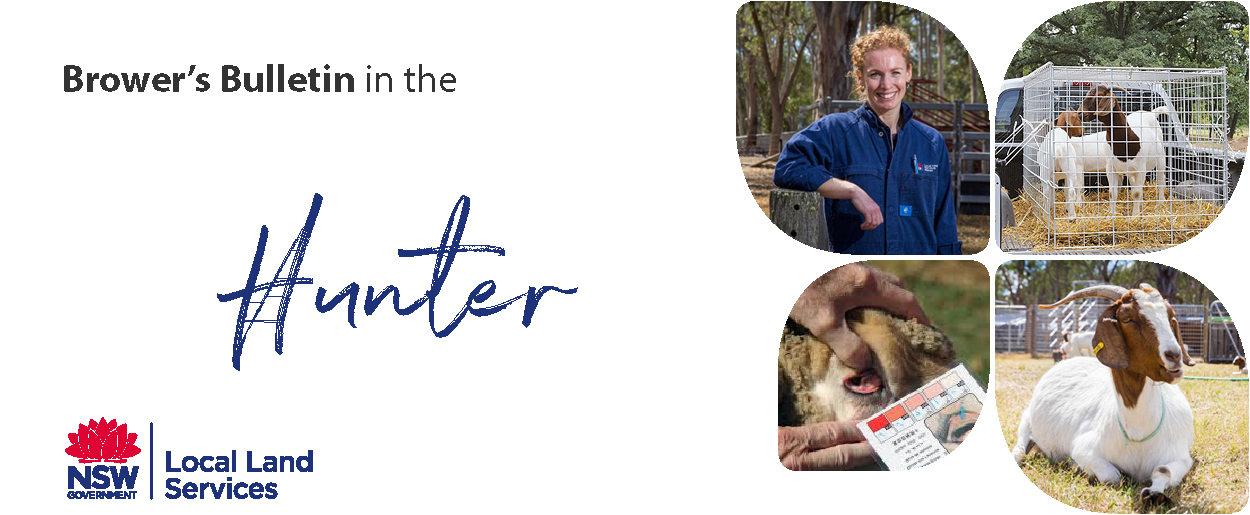 Brower's Bulletin in the
Hunter
NSW
GOVERNMENT
Local Land
Services